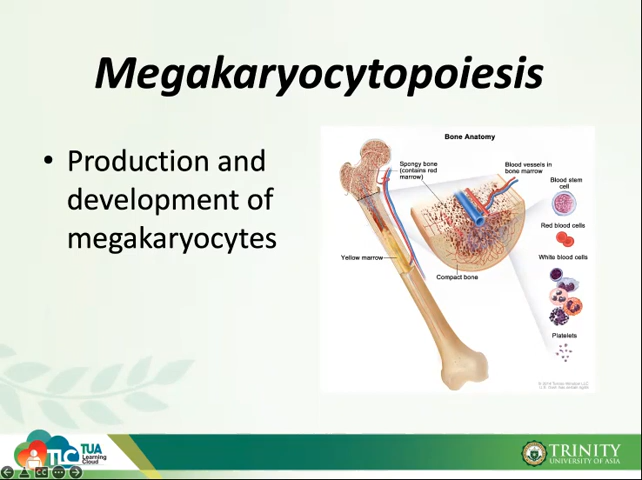 Megakaryocytopoiesis
• Production and
development of
megakaryocytes
Bone Anatomy
Spongy bone
(contains red
marrow)
Blood vessels in
bone marrow
Blood stem
cell
Red blood cells
White blood cells
Yellow marrow
Compact bone
Platelets
TLC
TUA
Learning
Cloud
CC
TRINITY
UNIVERSITY OF ASIA